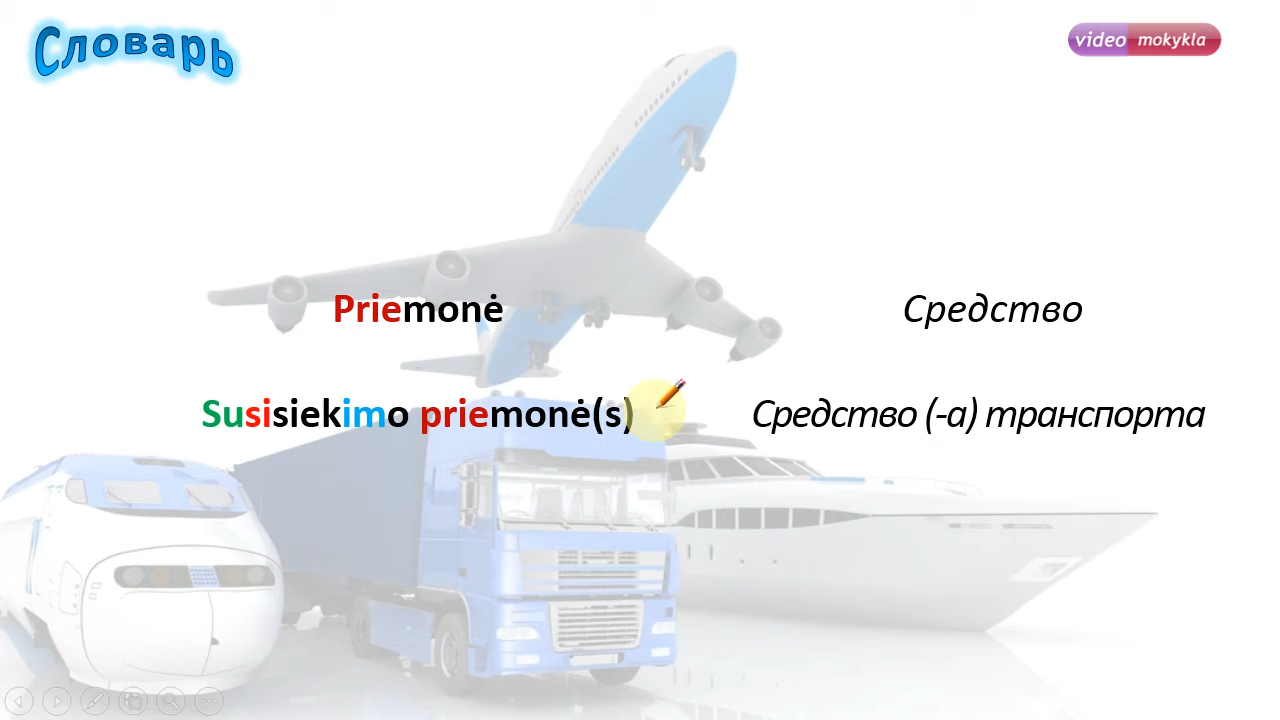 Словарь
video mokykla
Priemonė Средство
Susisiekimo priemonė(s) Средство (-а) транспорта